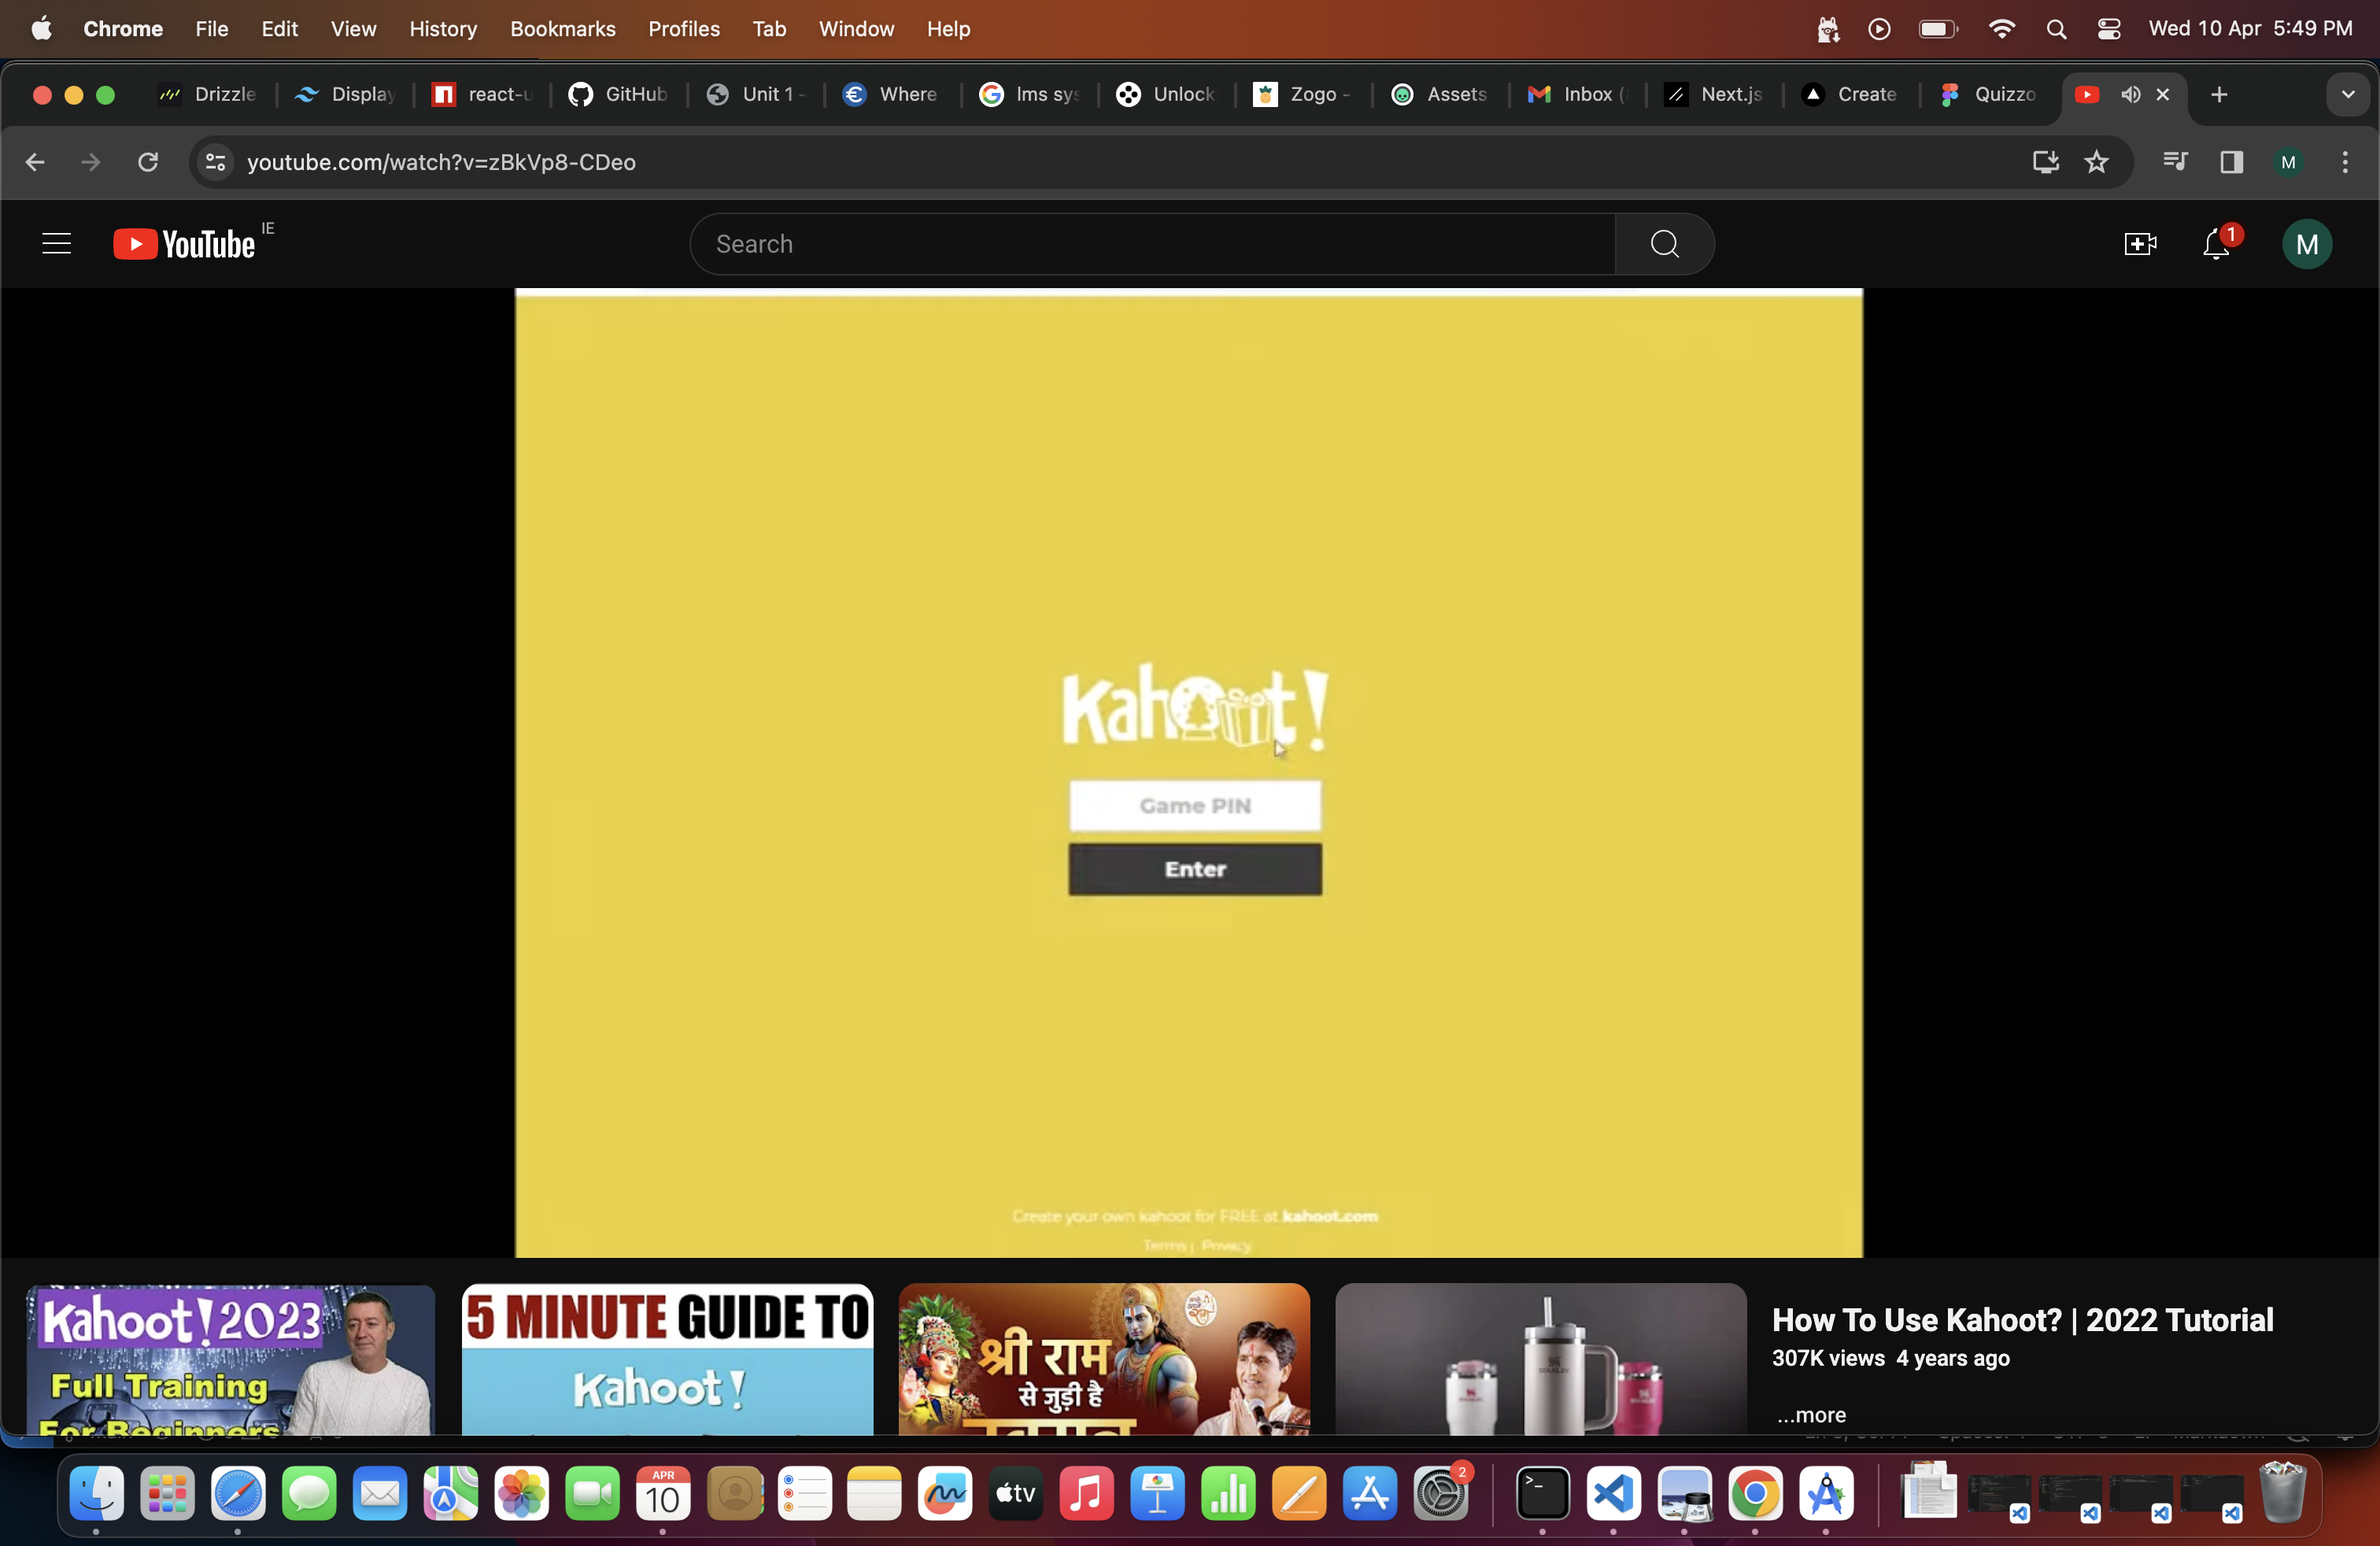 Chrome File Edit View History Bookmarks Profiles Tab Window Help Wed 10 Apr 5:49 PM
Drizzle Display react-u GitHub Unit 1 - Where lms sys Unlock Zogo - Assets Inbox ( Next.js Create Quizzo
youtube.com/watch?v=zBkVp8-CDeo M
YouTube IE Search 1 M
Kahoot!
Game PIN
Enter
Create your own kahoot for FREE at kahoot.com
Terms | Privacy
Kahoot! 2023
Full Training
For Beginners
5 MINUTE GUIDE TO
Kahoot!
श्री राम
से जुड़ी है
How To Use Kahoot? | 2022 Tutorial
307K views 4 years ago
...more
APR
10
tv
2